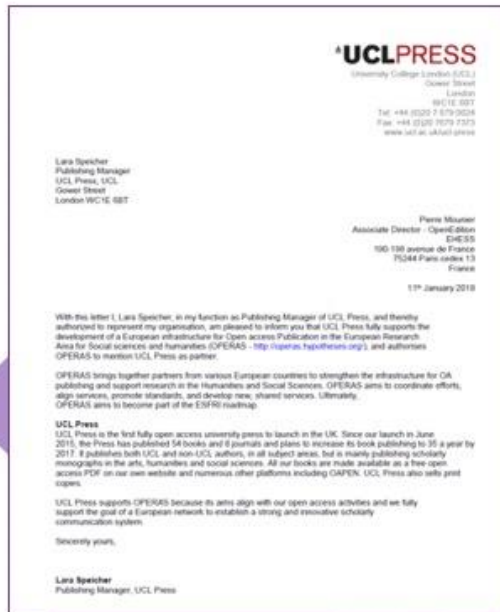 UCLPRESS
University College London (UCL)
Gower Street
London
WC1E 6BT
Tel: +44 (0)20 7679
Fax: +44 (0)20 7679 7373
www.ucl.ac.uk/ucl-press
Lara Speicher
Publishing Manager
UCL Press, UCL
Gower Street
London WC1E 6BT
Pierre Mounier
Associate Director - OpenEdition
EHESS
190-198 avenue de France
75244 Paris cedex 13
France
11th January 2018
With this letter I, Lara Speicher, in my function as Publishing Manager of UCL Press, and thereby
authorized to represent my organisation, am pleased to inform you that UCL Press fully supports the
development of a European infrastructure for Open access Publication in the European Research
Area for Social sciences and humanities (OPERAS - http://operas.hypotheses.org/), and authorises
OPERAS to mention UCL Press as partner.
OPERAS brings together partners from various European countries to strengthen the infrastructure for OA
publishing and support research in the Humanities and Social Sciences. OPERAS aims to coordinate efforts,
align services, promote standards, and develop new, shared services. Ultimately,
OPERAS aims to become part of the ESFRI roadmap.
UCL Press
UCL Press is the first fully open access university press to launch in the UK. Since our launch in June
2015, the Press has published 54 books and 8 journals and plans to increase its book publishing to 35 a year by
2017. It publishes both UCL and non-UCL authors, in all subject areas, but is mainly publishing scholarly
monographs in the arts, humanities and social sciences. All our books are made available as a free open
access PDF on our own website and numerous other platforms including OAPEN. UCL Press also sells print
copies.
UCL Press supports OPERAS because its aims align with our open access activities and we fully
support the goal of a European network to establish a strong and innovative scholarly
communication system.
Sincerely yours,
Lara Speicher
Publishing Manager, UCL Press